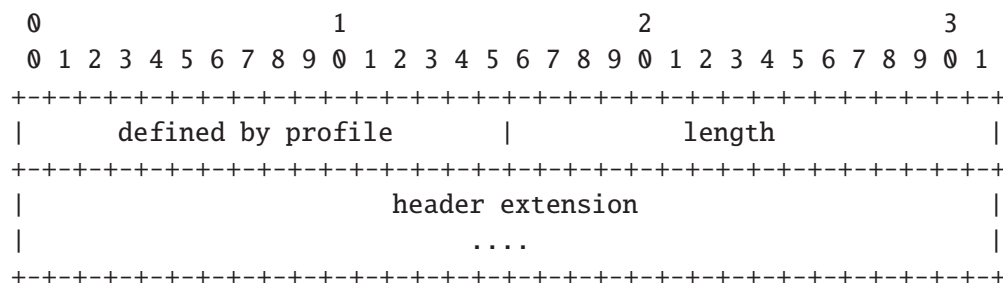 0                   1                   2                   3
 0 1 2 3 4 5 6 7 8 9 0 1 2 3 4 5 6 7 8 9 0 1 2 3 4 5 6 7 8 9 0 1
+-+-+-+-+-+-+-+-+-+-+-+-+-+-+-+-+-+-+-+-+-+-+-+-+-+-+-+-+-+-+-+-+
|      defined by profile       |           length              |
+-+-+-+-+-+-+-+-+-+-+-+-+-+-+-+-+-+-+-+-+-+-+-+-+-+-+-+-+-+-+-+-+
|                        header extension                       |
|                             ....                              |
+-+-+-+-+-+-+-+-+-+-+-+-+-+-+-+-+-+-+-+-+-+-+-+-+-+-+-+-+-+-+-+-+